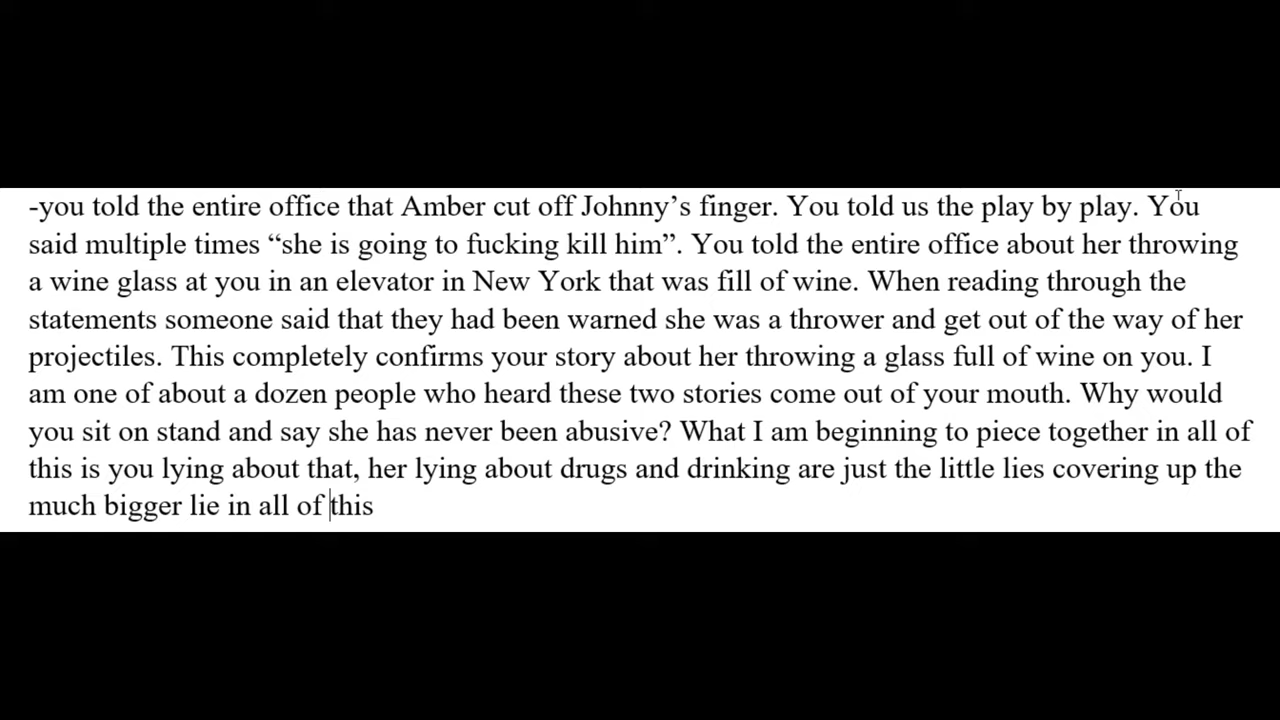 -you told the entire office that Amber cut off Johnny’s finger. You told us the play by play. You
said multiple times “she is going to fucking kill him”. You told the entire office about her throwing
a wine glass at you in an elevator in New York that was fill of wine. When reading through the
statements someone said that they had been warned she was a thrower and get out of the way of her
projectiles. This completely confirms your story about her throwing a glass full of wine on you. I
am one of about a dozen people who heard these two stories come out of your mouth. Why would
you sit on stand and say she has never been abusive? What I am beginning to piece together in all of
this is you lying about that, her lying about drugs and drinking are just the little lies covering up the
much bigger lie in all of this